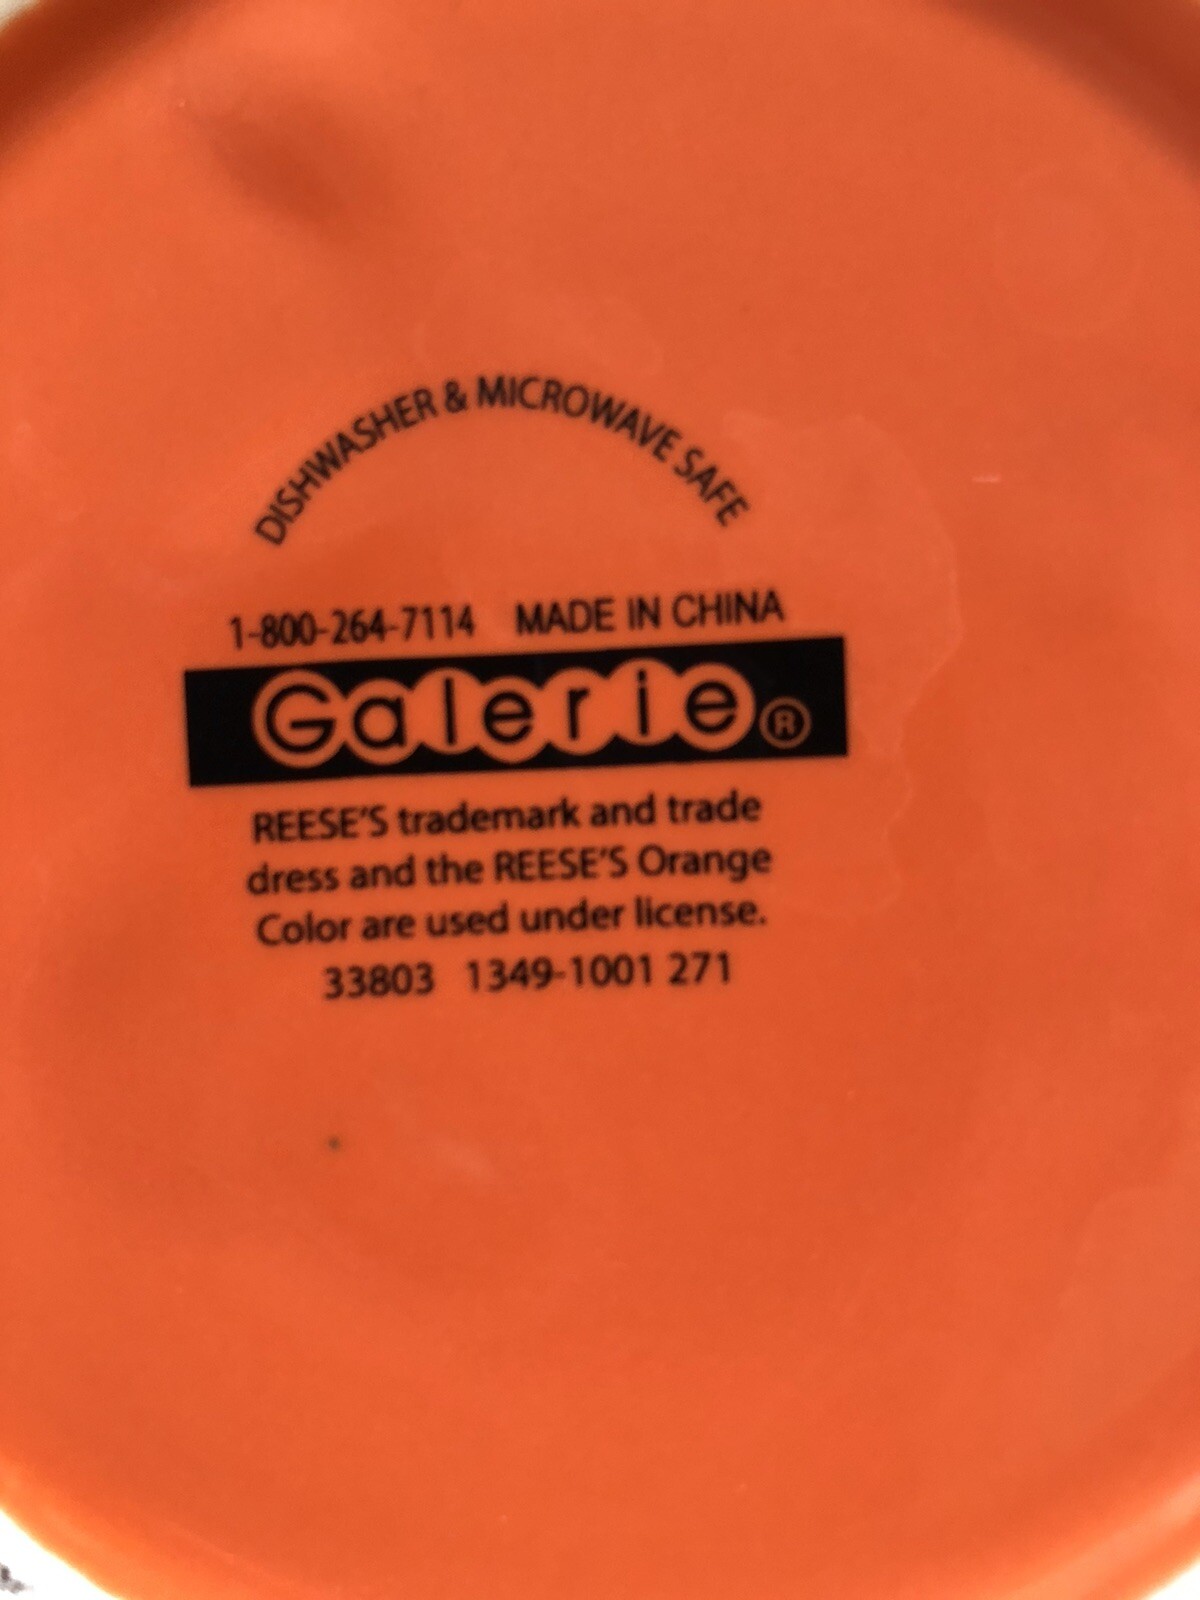 DISHWASHER & MICROWAVE SAFE
1-800-264-7114 MADE IN CHINA
Galerie®
REESE'S trademark and trade
dress and the REESE'S Orange
Color are used under license.
33803 1349-1001 271